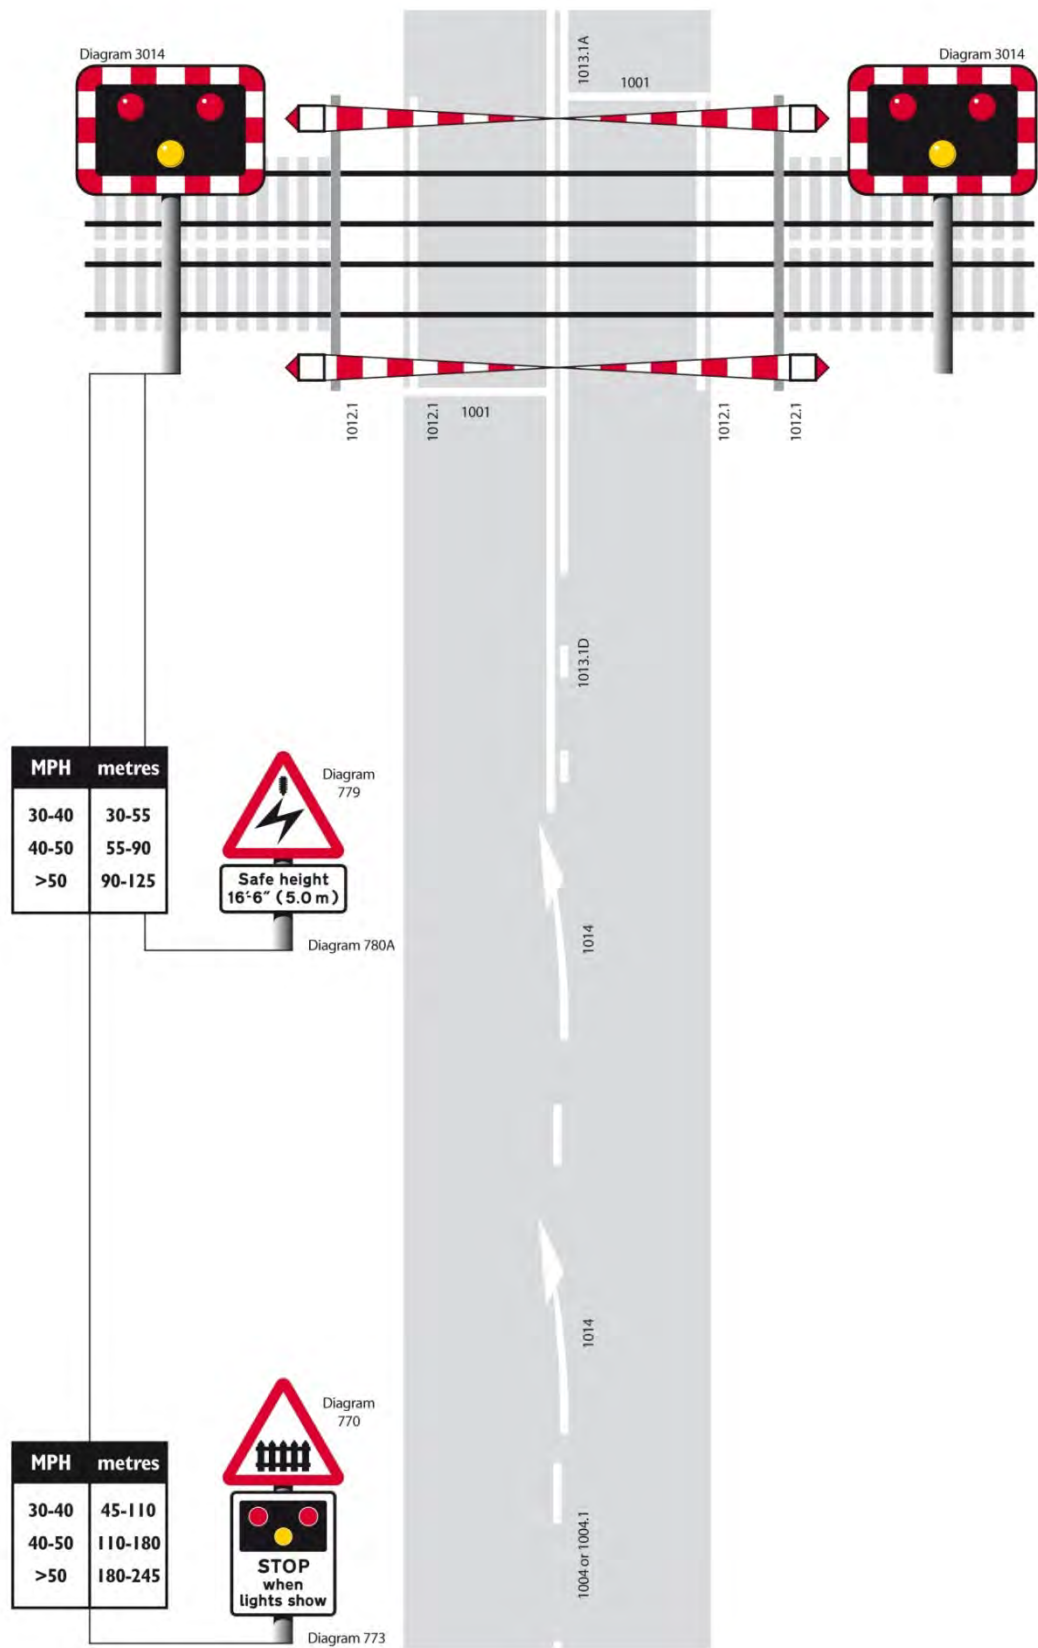 Diagram 3014
Diagram 3014
1013.1A
1001
1012.1
1012.1
1001
1012.1
1012.1
1013.1D
MPH metres
30-40 30-55
40-50 55-90
>50 90-125
Diagram
779
Safe height
16'-6" (5.0 m)
Diagram 780A
1014
1014
Diagram
770
MPH metres
30-40 45-110
40-50 110-180
>50 180-245
STOP
when
lights show
Diagram 773
1004 or 1004.1